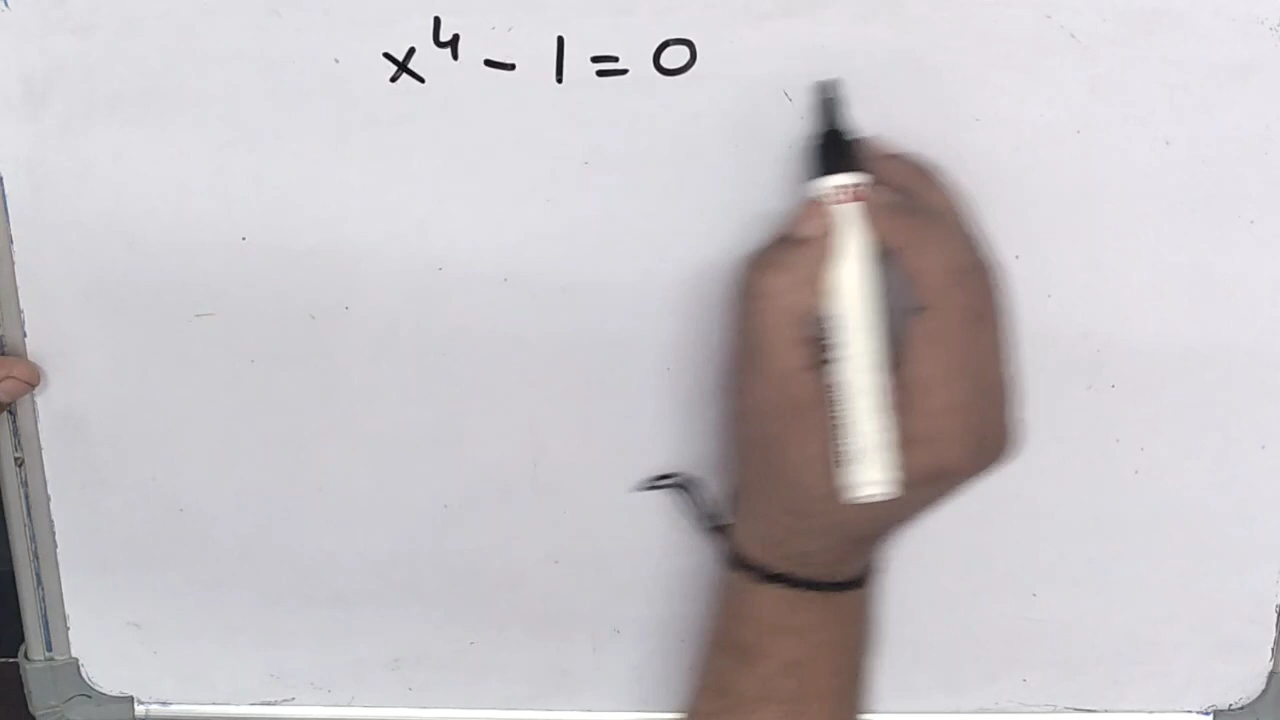 x⁴ - 1 = 0